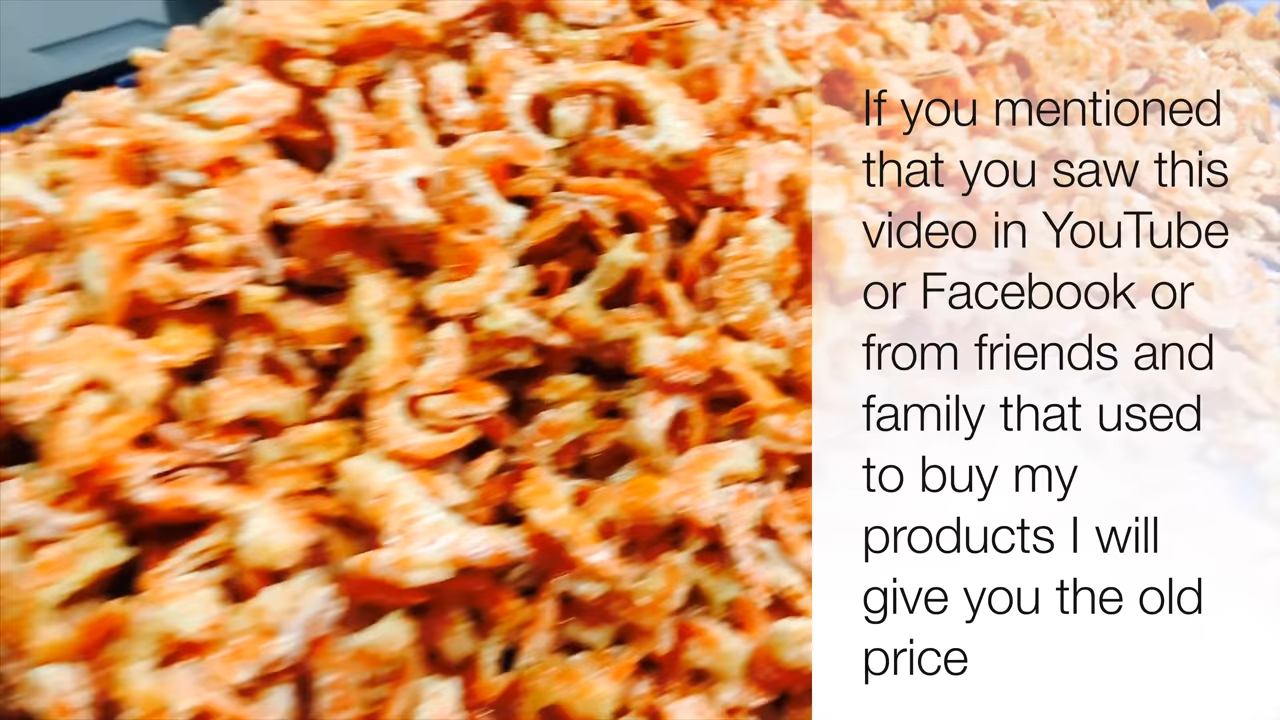 If you mentioned
that you saw this
video in YouTube
or Facebook or
from friends and
family that used
to buy my
products I will
give you the old
price